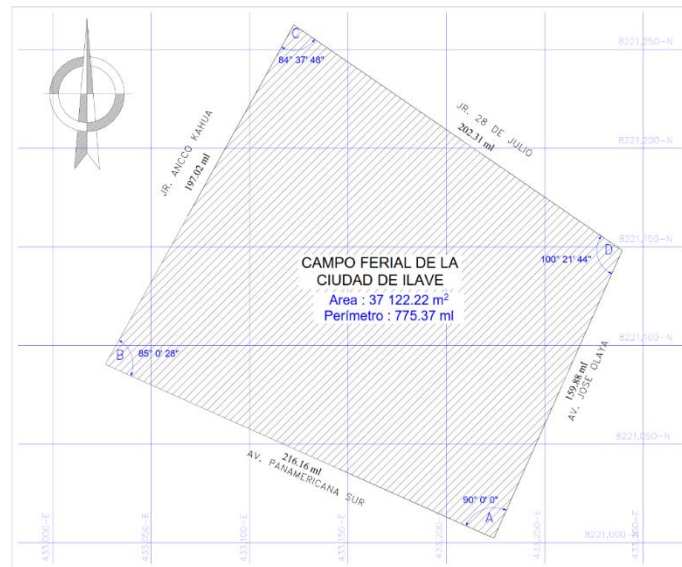 8221,250-N
C
84° 37' 48"
JR. 28 DE JULIO
202.31 ml
8221,200-N
JR. ANCCO KAHUA
197.02 ml
8221,150-N
D
100° 21' 44"
CAMPO FERIAL DE LA
CIUDAD DE ILAVE
Area : 37 122.22 m²
Perímetro : 775.37 ml
8221,100-N
B
85° 0' 28"
159.88 ml
AV. JOSE OLAYA
8221,050-N
216.16 ml
AV. PANAMERICANA SUR
90° 0' 0"
A
8221,000-N
433,000-E
433,050-E
433,100-E
433,150-E
433,200-E
433,250-E